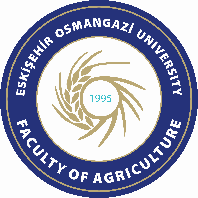 ESKİŞEHİR OSMANGAZİ UNIVERSITY
1995
FACULTY OF AGRICULTURE